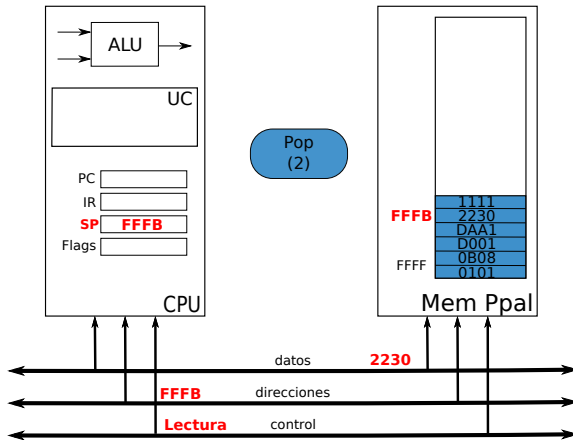 ALU
UC
PC
IR
SP FFFB
Flags
CPU
Pop
(2)
1111
FFFB 2230
DAA1
D001
FFFF 0B08
0101
Mem Ppal
datos 2230
FFFB direcciones
Lectura control